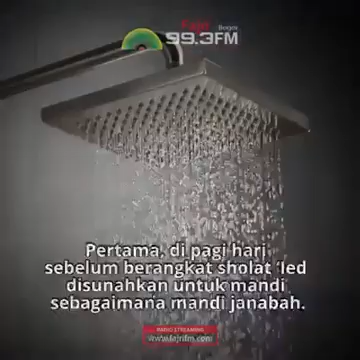 Fajri
Bogor
99.3FM
Pertama, di pagi hari
sebelum berangkat sholat 'Ied
disunahkan untuk mandi
sebagaimana mandi janabah.
RADIO STREAMING
www.fajrifm.com